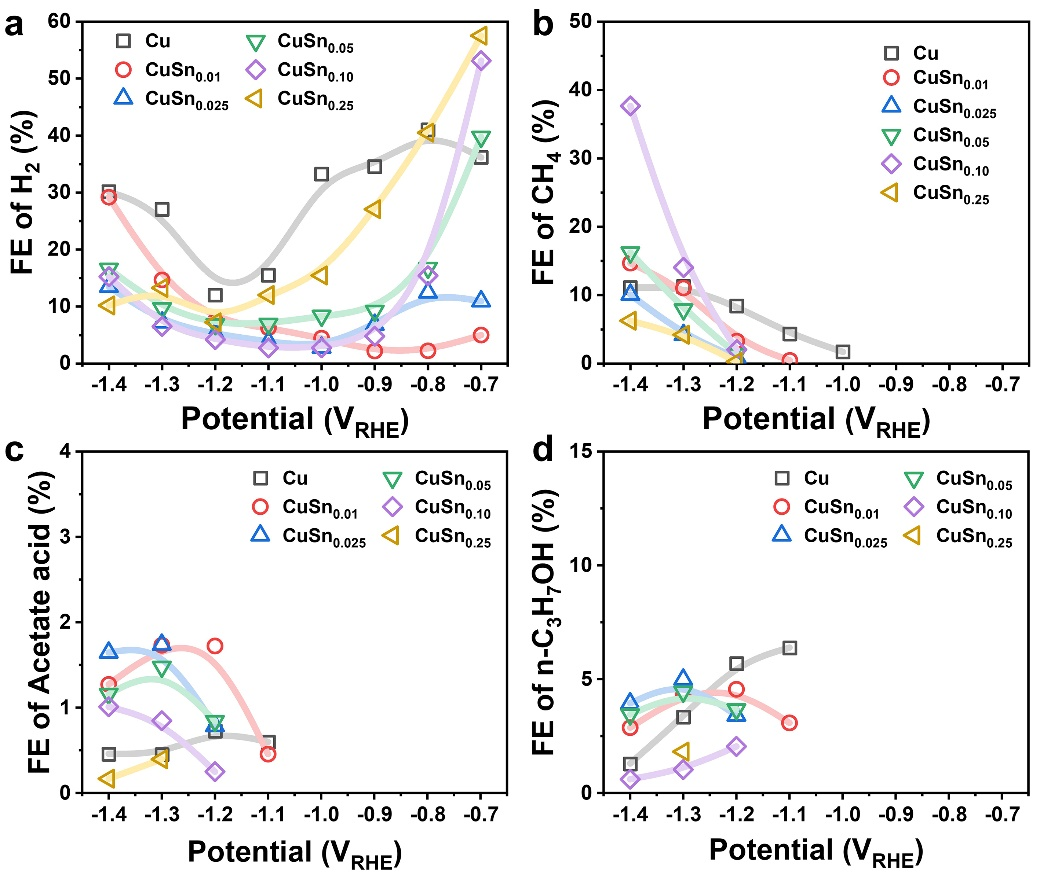 a
60
50
40
30
20
10
0
FE of H₂ (%)
Cu
CuSn₀.₀₁
CuSn₀.₀₂₅
CuSn₀.₀₅
CuSn₀.₁₀
CuSn₀.₂₅
-1.4 -1.3 -1.2 -1.1 -1.0 -0.9 -0.8 -0.7
Potential (V_RHE)
b
50
40
30
20
10
0
FE of CH₄ (%)
Cu
CuSn₀.₀₁
CuSn₀.₀₂₅
CuSn₀.₀₅
CuSn₀.₁₀
CuSn₀.₂₅
-1.4 -1.3 -1.2 -1.1 -1.0 -0.9 -0.8 -0.7
Potential (V_RHE)
c
4
3
2
1
0
FE of Acetate acid (%)
Cu
CuSn₀.₀₁
CuSn₀.₀₂₅
CuSn₀.₀₅
CuSn₀.₁₀
CuSn₀.₂₅
-1.4 -1.3 -1.2 -1.1 -1.0 -0.9 -0.8 -0.7
Potential (V_RHE)
d
15
10
5
0
FE of n-C₃H₇OH (%)
Cu
CuSn₀.₀₁
CuSn₀.₀₂₅
CuSn₀.₀₅
CuSn₀.₁₀
CuSn₀.₂₅
-1.4 -1.3 -1.2 -1.1 -1.0 -0.9 -0.8 -0.7
Potential (V_RHE)